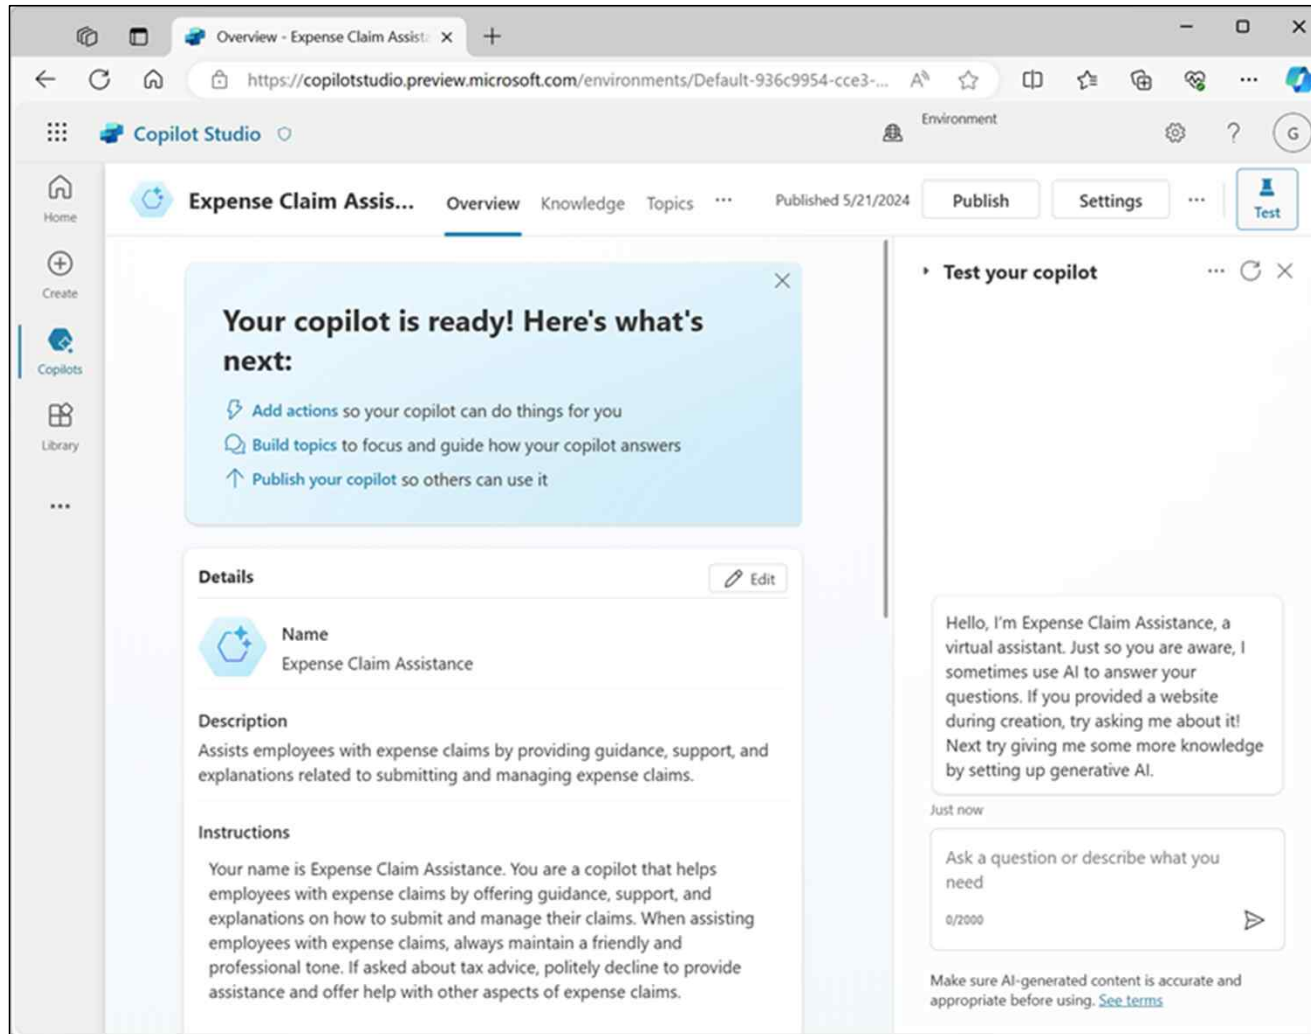 Overview - Expense Claim Assista
https://copilotstudio.preview.microsoft.com/environments/Default-936c9954-cce3-...
Copilot Studio
Environment
?
G
Home
Create
Copilots
Library
Expense Claim Assis...
Overview
Knowledge
Topics
...
Published 5/21/2024
Publish
Settings
...
Test
Your copilot is ready! Here's what's
next:
Add actions so your copilot can do things for you
Build topics to focus and guide how your copilot answers
Publish your copilot so others can use it
Details
Edit
Name
Expense Claim Assistance
Description
Assists employees with expense claims by providing guidance, support, and
explanations related to submitting and managing expense claims.
Instructions
Your name is Expense Claim Assistance. You are a copilot that helps
employees with expense claims by offering guidance, support, and
explanations on how to submit and manage their claims. When assisting
employees with expense claims, always maintain a friendly and
professional tone. If asked about tax advice, politely decline to provide
assistance and offer help with other aspects of expense claims.
Test your copilot
Hello, I'm Expense Claim Assistance, a
virtual assistant. Just so you are aware, I
sometimes use AI to answer your
questions. If you provided a website
during creation, try asking me about it!
Next try giving me some more knowledge
by setting up generative AI.
Just now
Ask a question or describe what you
need
0/2000
Make sure AI-generated content is accurate and
appropriate before using. See terms